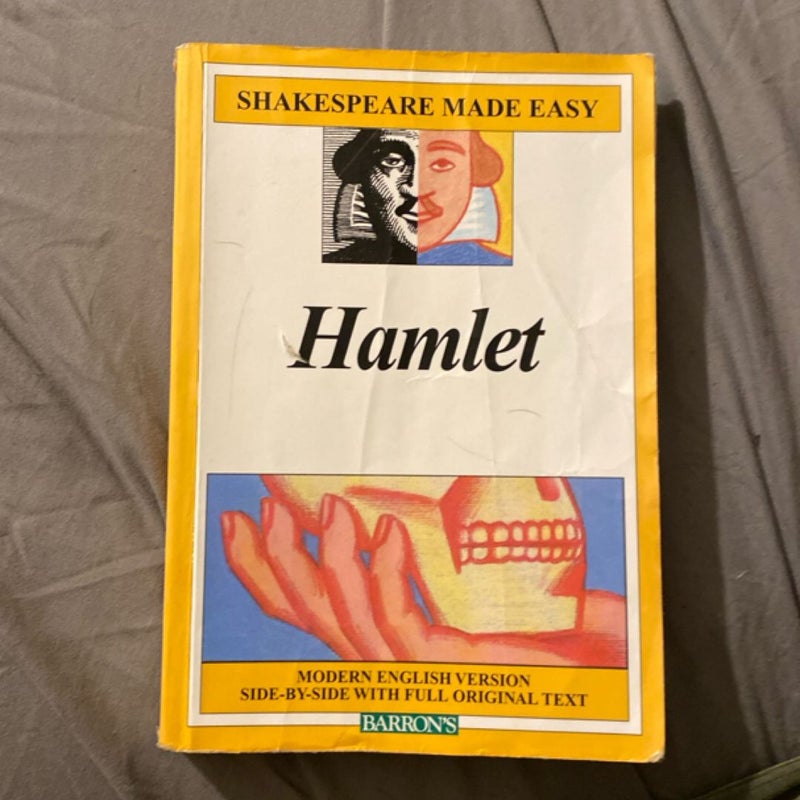 SHAKESPEARE MADE EASY
Hamlet
MODERN ENGLISH VERSION
SIDE-BY-SIDE WITH FULL ORIGINAL TEXT
BARRON'S